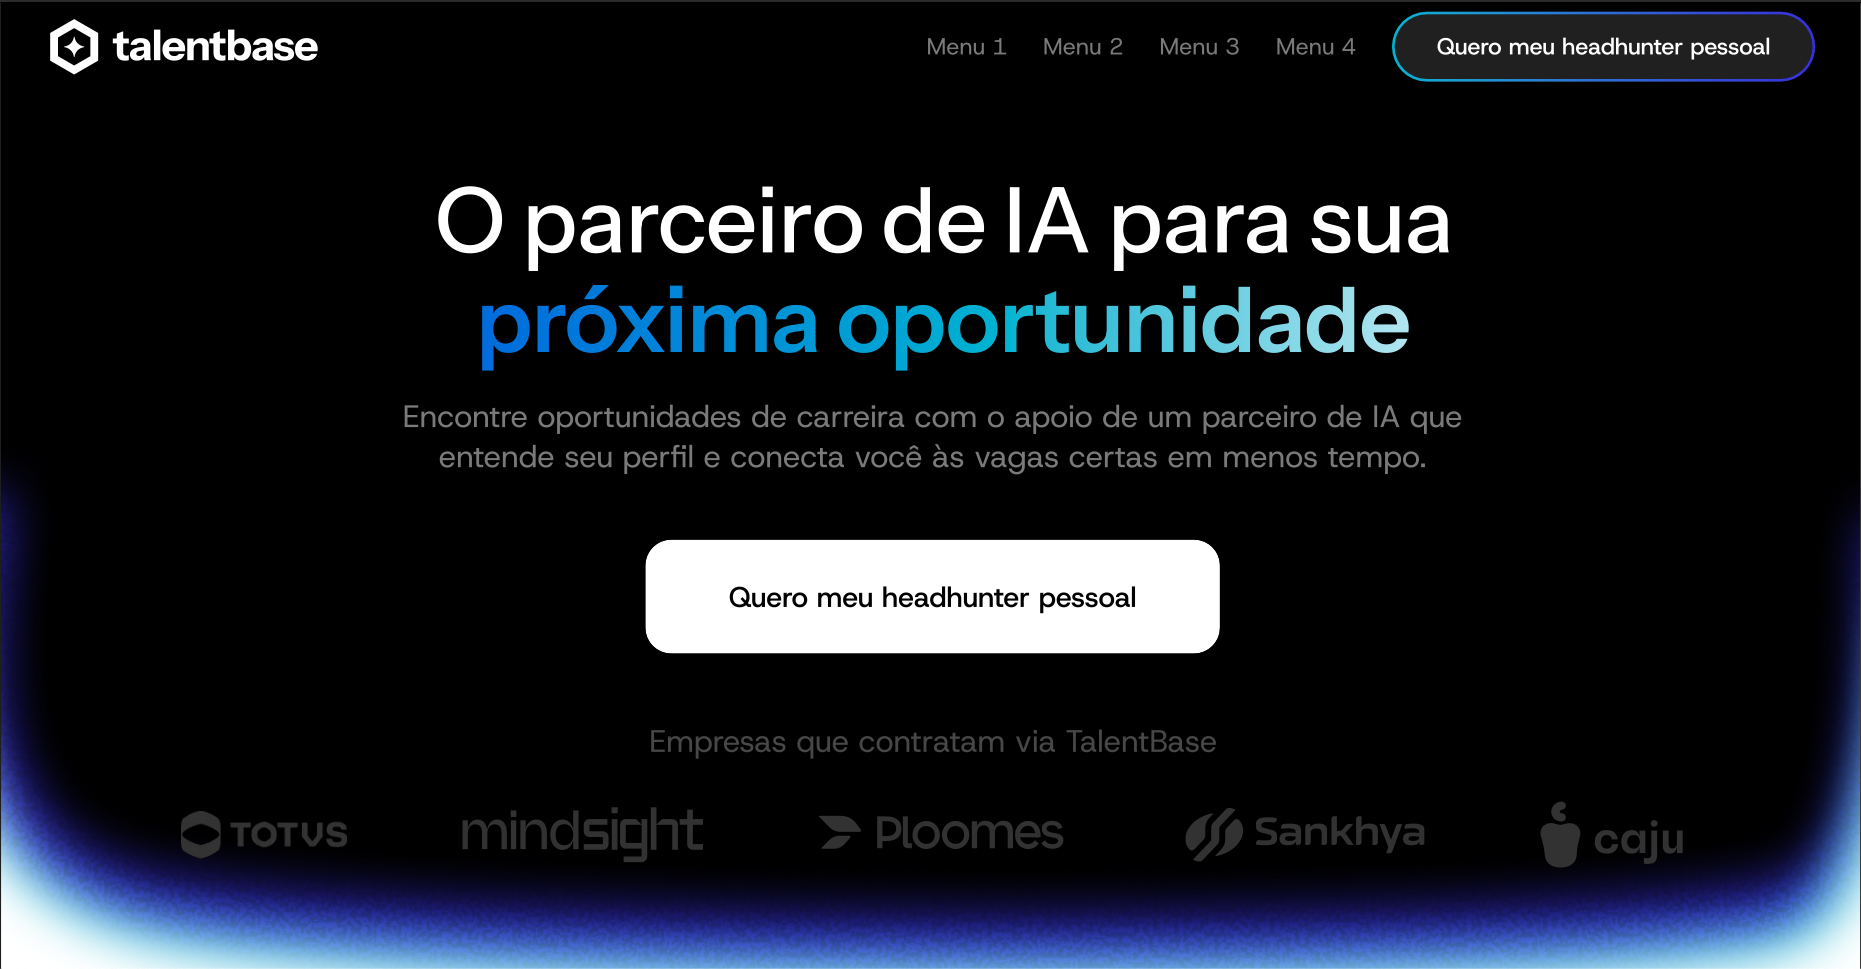 talentbase
Menu 1 Menu 2 Menu 3 Menu 4 Quero meu headhunter pessoal
O parceiro de IA para sua
próxima oportunidade
Encontre oportunidades de carreira com o apoio de um parceiro de IA que
entende seu perfil e conecta você às vagas certas em menos tempo.
Quero meu headhunter pessoal
Empresas que contratam via TalentBase
TOTVS mindsight Ploomes Sankhya caju